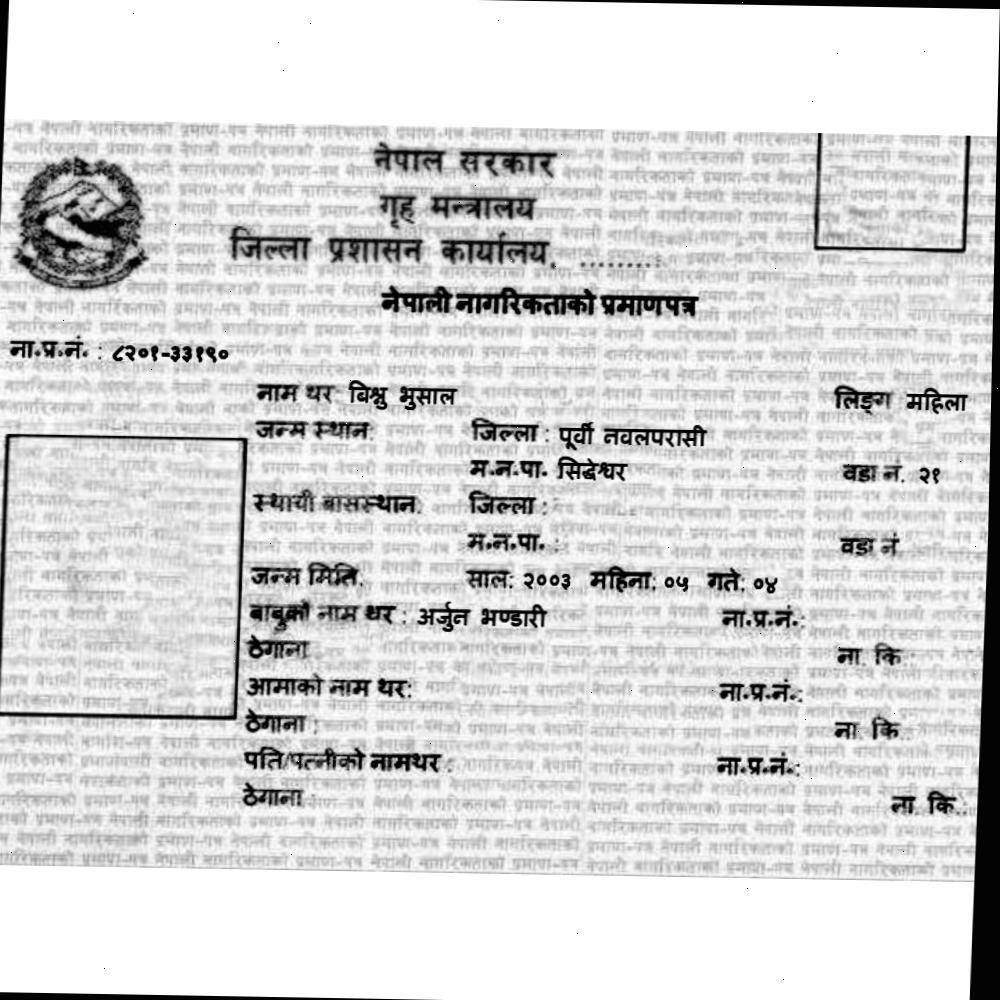 नेपाल सरकार
गृह मन्त्रालय
जिल्ला प्रशासन कार्यालय, ..........
नेपाली नागरिकताको प्रमाणपत्र
ना.प्र.नं. : ८२०१-३३१९०
नाम थर: बिश्नु भुसाल लिङ्ग महिला
जन्म स्थान: जिल्ला : पूर्वी नवलपरासी
म.न.पा. सिद्धेश्वर वडा नं. २१
स्थायी बासस्थान: जिल्ला :
म.न.पा. : वडा नं.
जन्म मिति: साल: २००३ महिना: ०५ गते: ०४
बाबुको नाम थर : अर्जुन भण्डारी ना.प्र.नं.:
ठेगाना ना. कि.:
आमाको नाम थर: ना.प्र.नं.:
ठेगाना : ना. कि.:
पति/पत्नीको नामथर : ना.प्र.नं.:
ठेगाना ना. कि.: